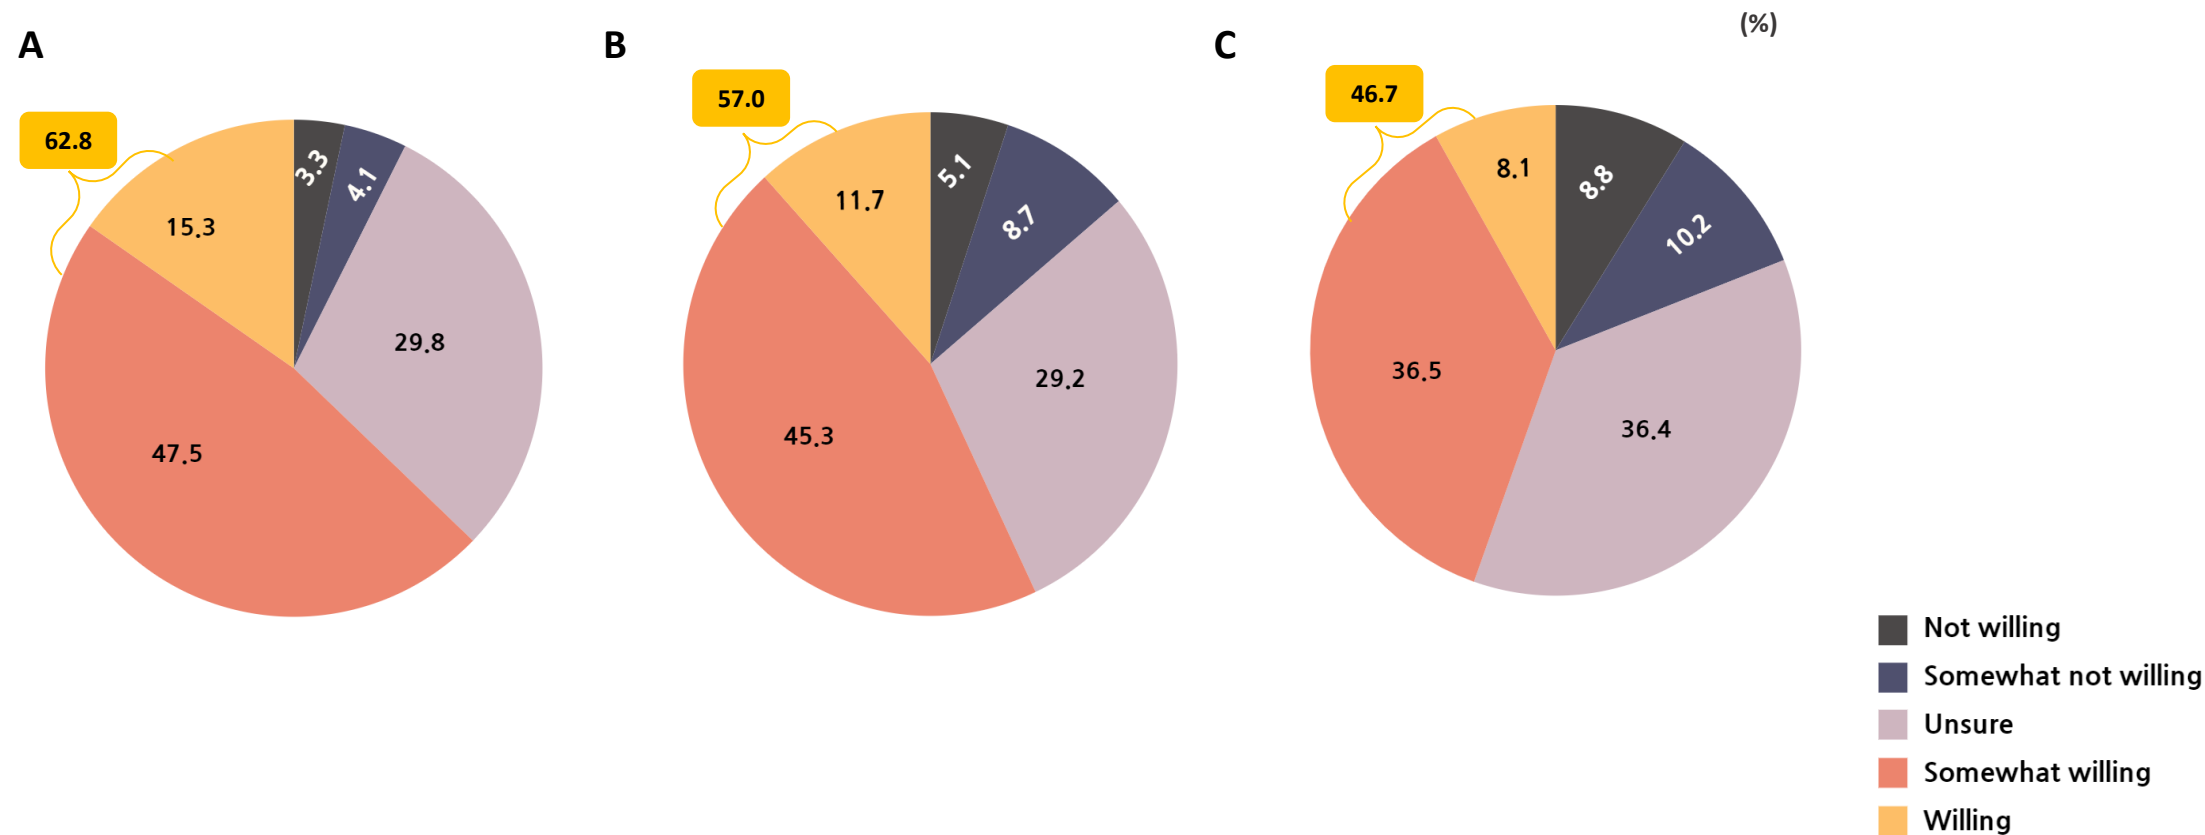 (%)
A
B
C
62.8
3.3
4.1
15.3
29.8
47.5
57.0
5.1
11.7
8.7
29.2
45.3
46.7
8.1
8.8
10.2
36.5
36.4
Not willing
Somewhat not willing
Unsure
Somewhat willing
Willing